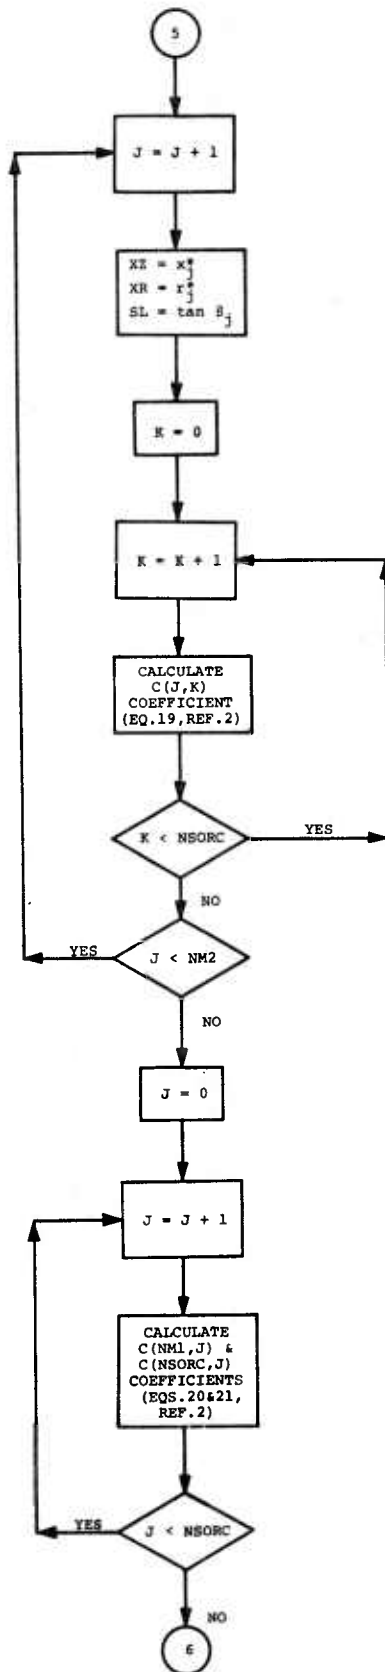 5
J = J + 1
XZ = x*j
XR = r*j
SL = tan θj
K = 0
K = K + 1
CALCULATE
C(J,K)
COEFFICIENT
(EQ.19,REF.2)
K < NSORC
YES
NO
J < NM2
YES
NO
J = 0
J = J + 1
CALCULATE
C(NM1,J) &
C(NSORC,J)
COEFFICIENTS
(EQS.20&21,
REF.2)
J < NSORC
YES
NO
6